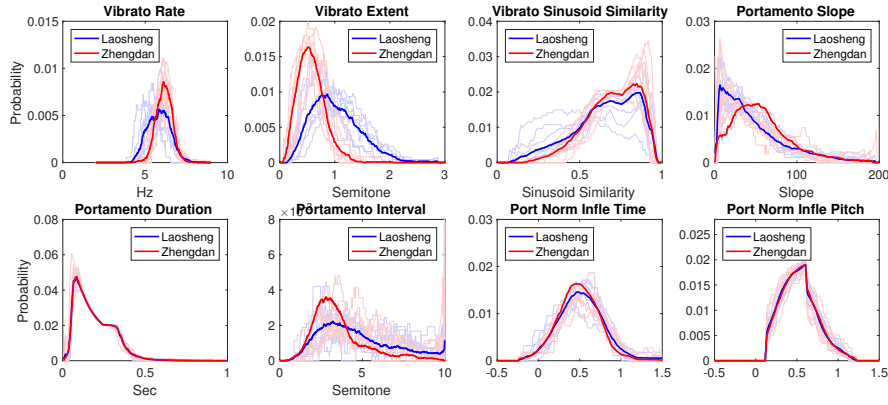 Vibrato Rate
0.015
0.01
0.005
0
Probability
Laosheng
Zhengdan
0 5 10
Hz
Vibrato Extent
0.02
0.015
0.01
0.005
0
Laosheng
Zhengdan
0 1 2 3
Semitone
Vibrato Sinusoid Similarity
0.04
0.03
0.02
0.01
0
Laosheng
Zhengdan
0 0.5 1
Sinusoid Similarity
Portamento Slope
0.03
0.02
0.01
0
Laosheng
Zhengdan
0 100 200
Slope
Portamento Duration
0.08
0.06
0.04
0.02
0
Probability
Laosheng
Zhengdan
0 0.5 1
Sec
Portamento Interval
8
6
4
2
0
Laosheng
Zhengdan
0 5 10
Semitone
Port Norm Infle Time
0.03
0.02
0.01
0
Laosheng
Zhengdan
-0.5 0 0.5 1 1.5
Port Norm Infle Pitch
0.025
0.02
0.015
0.01
0.005
0
Laosheng
Zhengdan
-0.5 0 0.5 1 1.5